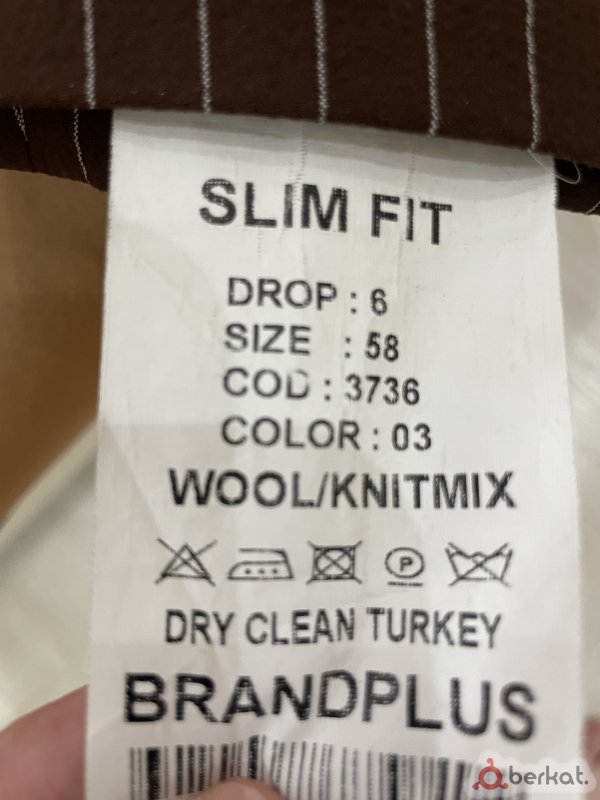 SLIM FIT
DROP : 6
SIZE : 58
COD : 3736
COLOR : 03
WOOL/KNITMIX
P
DRY CLEAN TURKEY
BRANDPLUS
berkat.